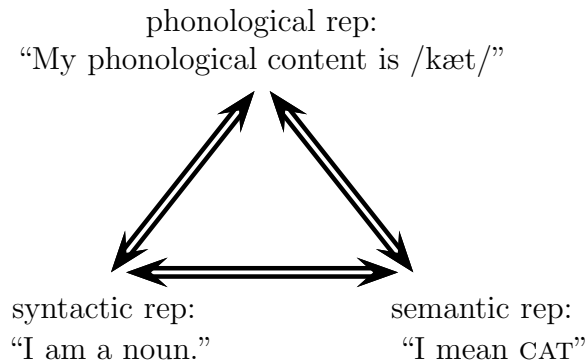 phonological rep:
“My phonological content is /kæt/”
syntactic rep:
“I am a noun.”
semantic rep:
“I mean CAT”